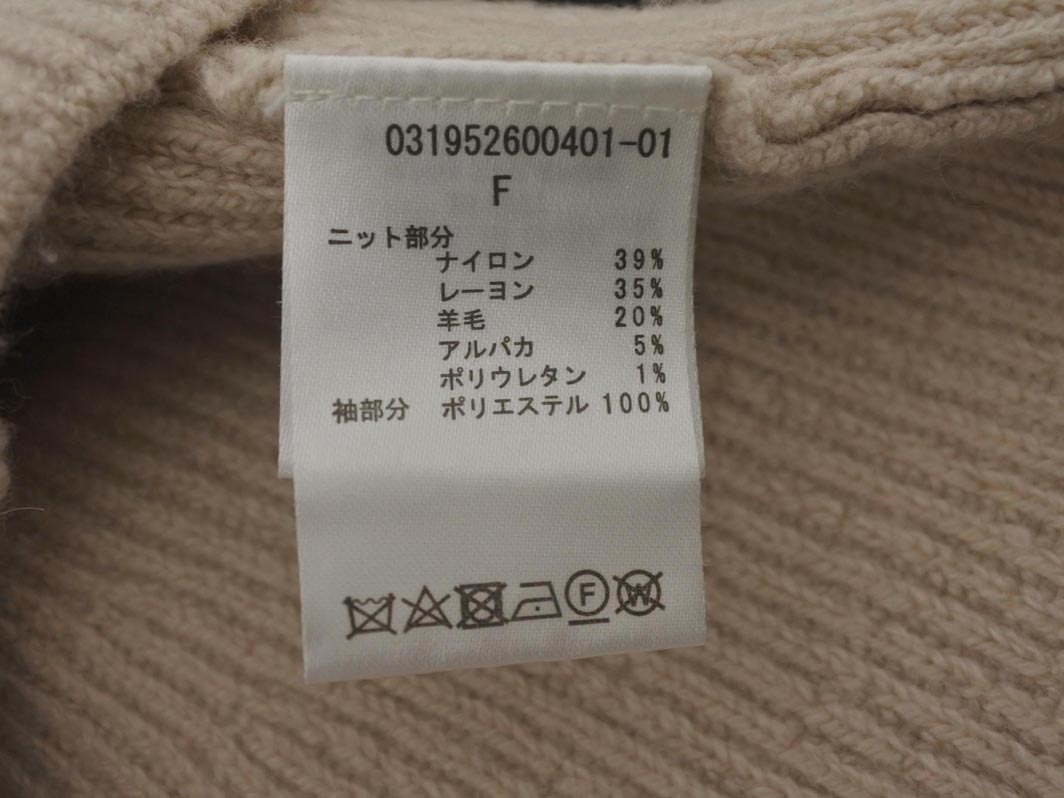 031952600401-01
F
ニット部分
ナイロン 39%
レーヨン 35%
羊毛 20%
アルパカ 5%
ポリウレタン 1%
袖部分 ポリエステル 100%
F W